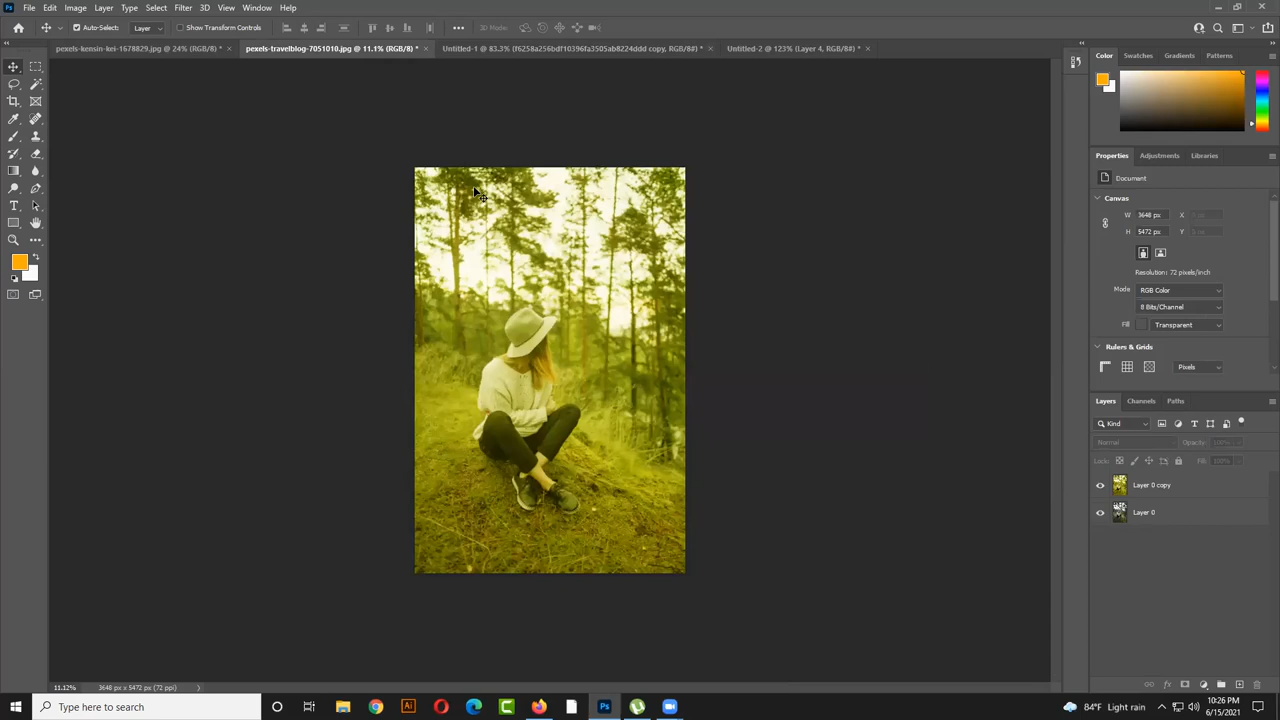 File Edit Image Layer Type Select Filter 3D View Window Help
Auto-Select: Layer Show Transform Controls 3D Mode:
pexels-kensin-kei-1678829.jpg @ 24% (RGB/8) * × pexels-travelblog-7051010.jpg @ 11.1% (RGB/8) * × Untitled-1 @ 83.3% (f6258a256bdf10396fa3505ab8224ddd copy, RGB/8#) * × Untitled-2 @ 123% (Layer 4, RGB/8#) * ×
Color Swatches Gradients Patterns
Properties Adjustments Libraries
Document
Canvas
W 3648 px X
H 5472 px Y
Resolution: 72 pixels/inch
Mode RGB Color
8 Bits/Channel
Fill Transparent
Rulers & Grids
Pixels
Layers Channels Paths
Kind
Normal Opacity: 100%
Lock: Fill: 100%
Layer 0 copy
Layer 0
11.12% 3648 px x 5472 px (72 ppi)
Type here to search
84°F Light rain
10:26 PM
6/15/2021